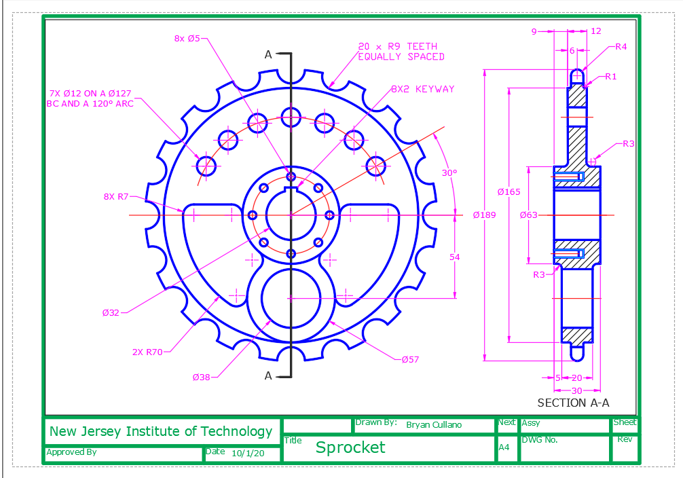 9
12
8x Ø5
A
6
R4
20 x R9 TEETH
EQUALLY SPACED
R1
7X Ø12 ON A Ø127
BC AND A 120° ARC
8X2 KEYWAY
R3
30°
8X R7
Ø165
Ø189
Ø63
54
R3
Ø32
2X R70
Ø57
Ø38
A
5
20
30
SECTION A-A
New Jersey Institute of Technology
Drawn By: Bryan Cullano
Next
Assy
Sheet
Title
Sprocket
A4
DWG No.
Rev
Approved By
Date 10/1/20